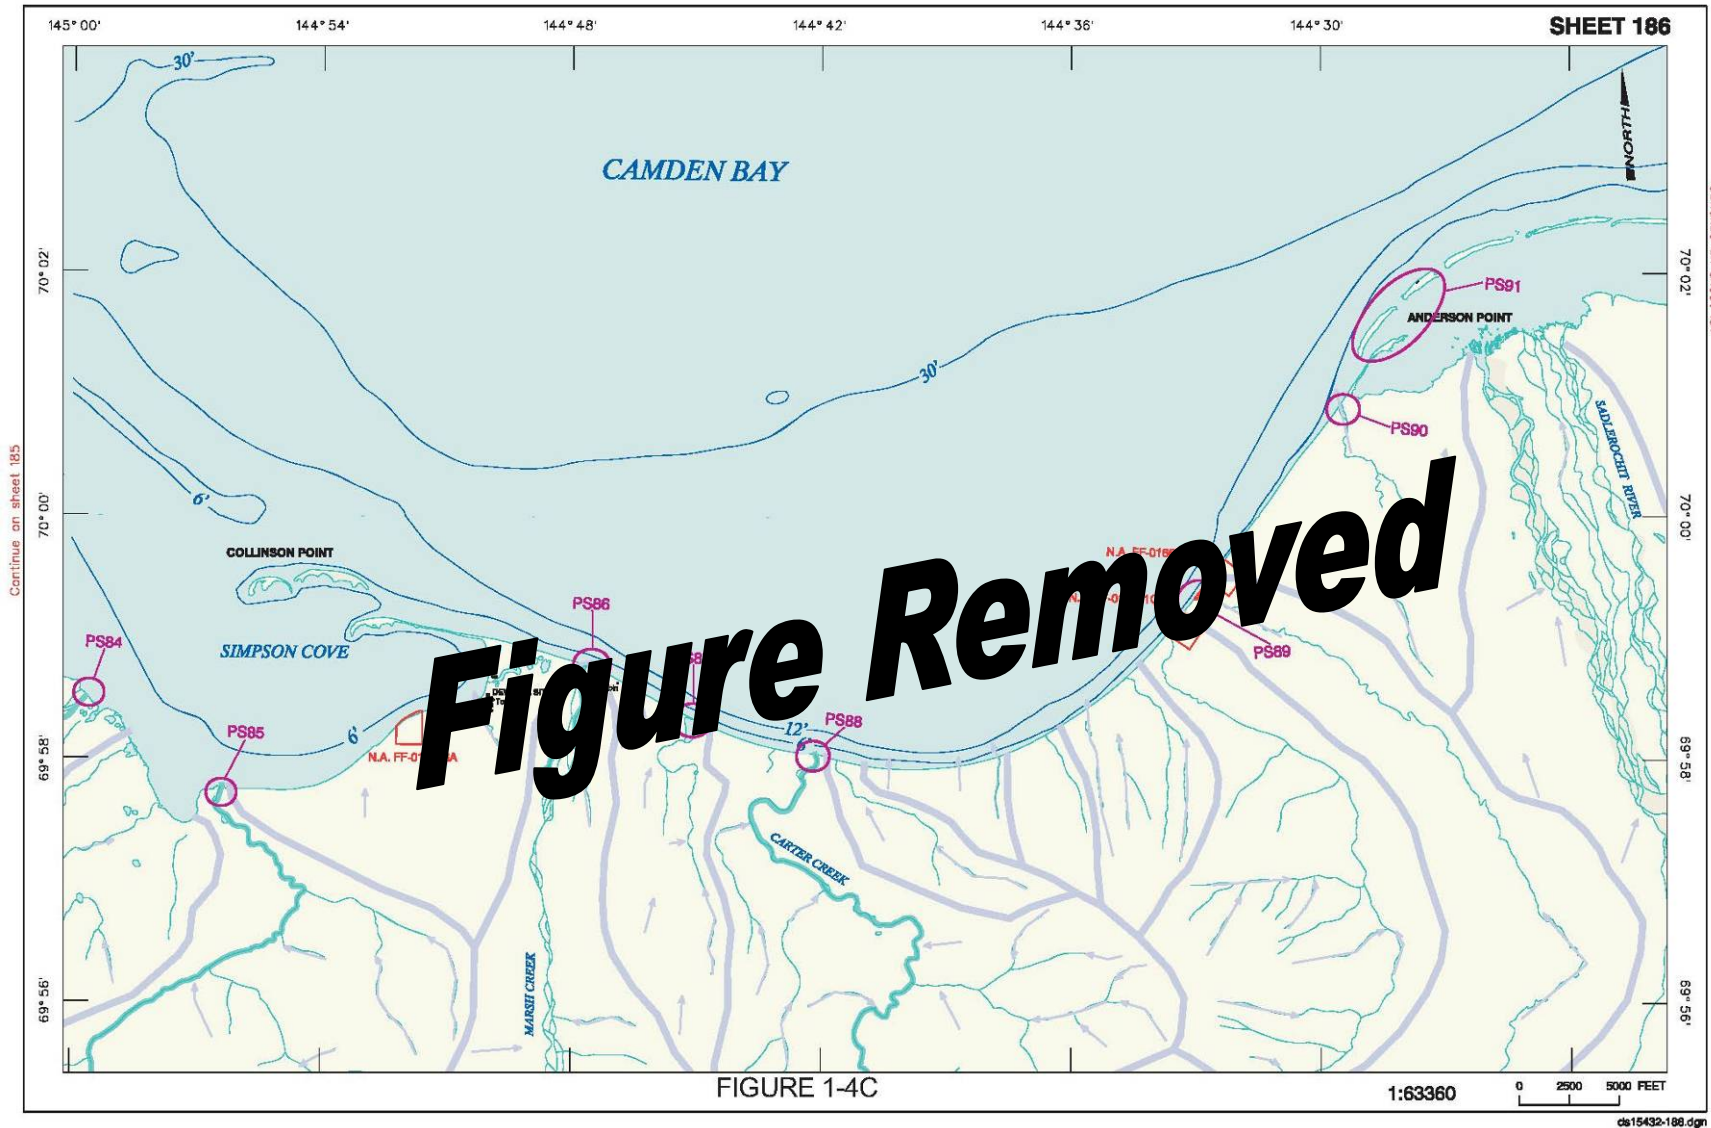 145° 00' 144° 54' 144° 48' 144° 42' 144° 36' 144° 30'
SHEET 186
30'
NORTH
CAMDEN BAY
70° 02'
70° 02'
PS91
ANDERSON POINT
30'
SADLEROCHIT RIVER
PS90
Continue on sheet 185
6'
70° 00'
70° 00'
COLLINSON POINT
Figure Removed
PS86
PS84
SIMPSON COVE
PS89
PS85
6'
12'
6'
PS88
N.A. FF-01
69° 58'
69° 58'
CARTER CREEK
MARSH CREEK
69° 56'
69° 56'
FIGURE 1-4C
1:63360
0 2500 5000 FEET
ds15432-186.dgn